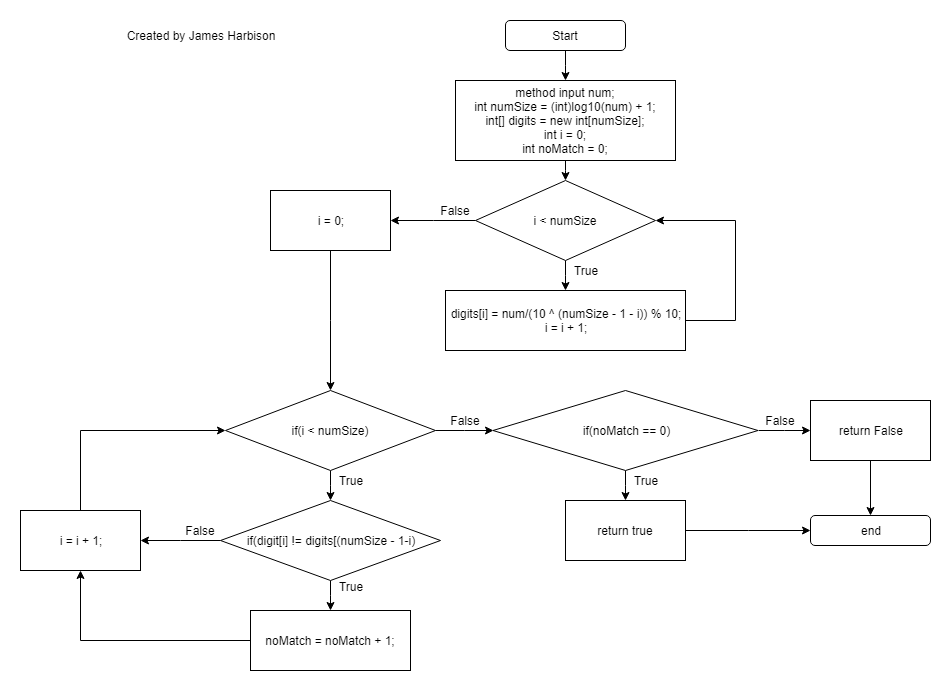 Created by James Harbison
Start
method input num;
int numSize = (int)log10(num) + 1;
int[] digits = new int[numSize];
int i = 0;
int noMatch = 0;
i = 0;
False
i < numSize
True
digits[i] = num/(10 ^ (numSize - 1 - i)) % 10;
i = i + 1;
if(i < numSize)
False
if(noMatch == 0)
False
return False
True
True
i = i + 1;
False
if(digit[i] != digits[(numSize - 1-i)
return true
end
True
noMatch = noMatch + 1;